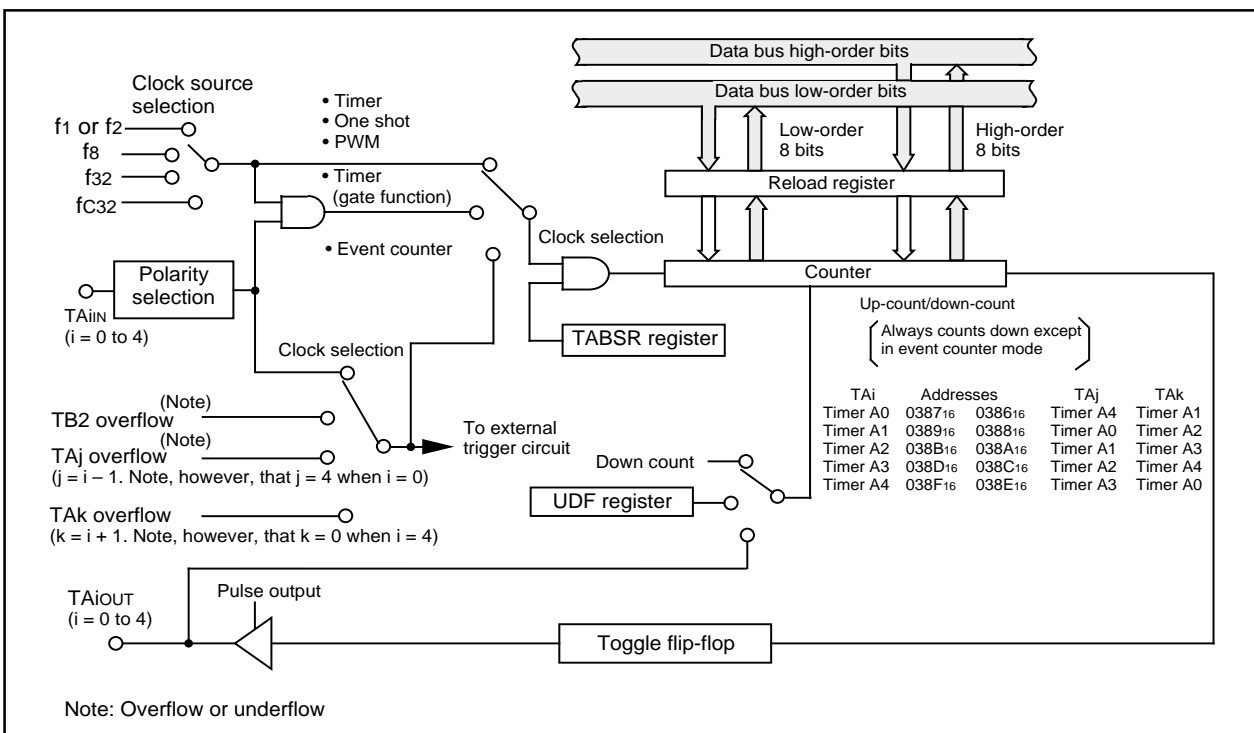 Data bus high-order bits
Data bus low-order bits
Clock source
selection
• Timer
• One shot
• PWM
f1 or f2
f8
f32
fC32
Low-order
8 bits
High-order
8 bits
• Timer
(gate function)
Reload register
• Event counter
Clock selection
Polarity
selection
Counter
TAiIN
(i = 0 to 4)
Up-count/down-count
Always counts down except
in event counter mode
TABSR register
Clock selection
TB2 overflow
(Note)
TAj overflow
(Note)
(j = i – 1. Note, however, that j = 4 when i = 0)
To external
trigger circuit
TAk overflow
(k = i + 1. Note, however, that k = 0 when i = 4)
Down count
UDF register
TAi Addresses TAj TAk
Timer A0 038716 038616 Timer A4 Timer A1
Timer A1 038916 038816 Timer A0 Timer A2
Timer A2 038B16 038A16 Timer A1 Timer A3
Timer A3 038D16 038C16 Timer A2 Timer A4
Timer A4 038F16 038E16 Timer A3 Timer A0
TAiOUT
(i = 0 to 4)
Pulse output
Toggle flip-flop
Note: Overflow or underflow